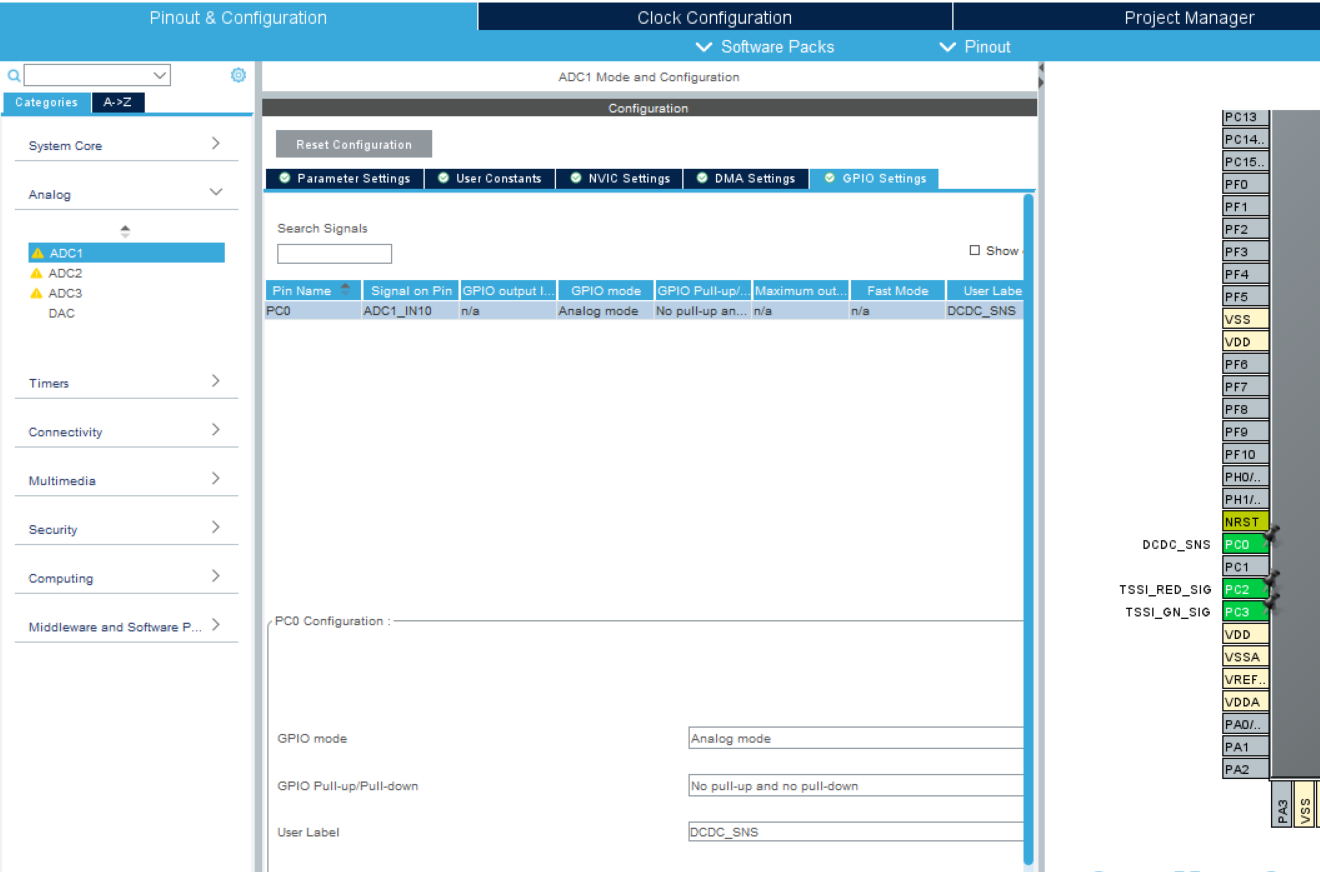 Pinout & Configuration
Clock Configuration
Project Manager
Software Packs
Pinout
Categories
A->Z
System Core
Analog
ADC1
ADC2
ADC3
DAC
Timers
Connectivity
Multimedia
Security
Computing
Middleware and Software P...
ADC1 Mode and Configuration
Configuration
Reset Configuration
Parameter Settings
User Constants
NVIC Settings
DMA Settings
GPIO Settings
Search Signals
Show
Pin Name Signal on Pin GPIO output l... GPIO mode GPIO Pull-up/... Maximum out... Fast Mode User Labe
PC0 ADC1_IN10 n/a Analog mode No pull-up an... n/a n/a DCDC_SNS
PC0 Configuration :
GPIO mode Analog mode
GPIO Pull-up/Pull-down No pull-up and no pull-down
User Label DCDC_SNS
PC13
PC14..
PC15..
PF0
PF1
PF2
PF3
PF4
PF5
VSS
VDD
PF6
PF7
PF8
PF9
PF10
PH0/..
PH1/..
NRST
DCDC_SNS PC0
PC1
TSSI_RED_SIG PC2
TSSI_GN_SIG PC3
VDD
VSSA
VREF..
VDDA
PA0/..
PA1
PA2
PA3
VSS